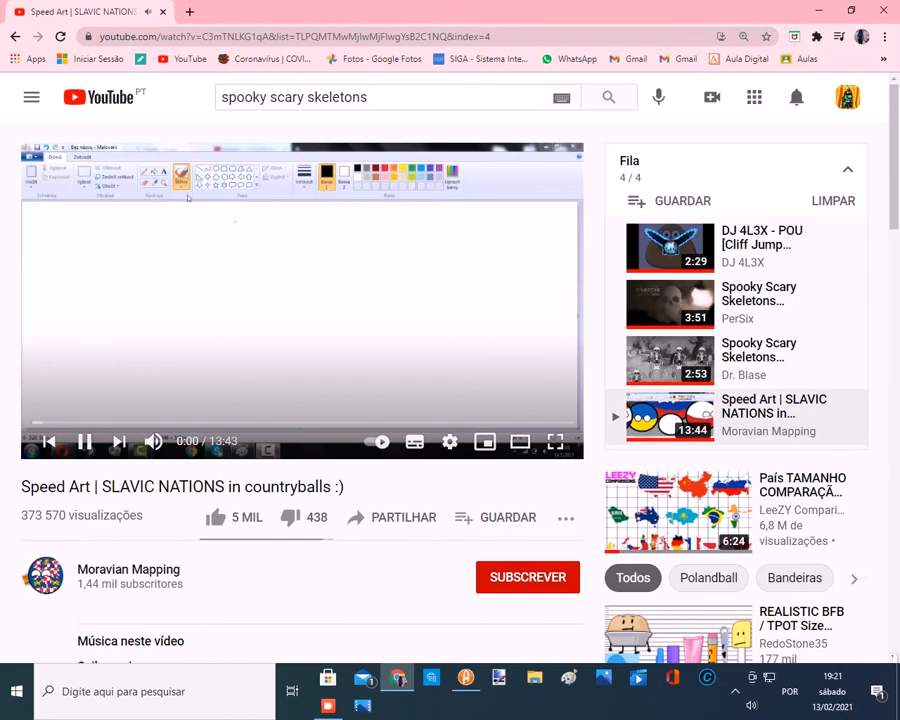 Speed Art | SLAVIC NATIONS
youtube.com/watch?v=C3mTNLKG1qA&list=TLPQMTMwMjIwMjFIwgYsB2C1NQ&index=4
Apps
Iniciar Sessão
YouTube
Coronavírus | COVI...
Fotos - Google Fotos
SIGA - Sistema Inte...
WhatsApp
Gmail
Gmail
Aula Digital
Aulas
»
YouTube PT
spooky scary skeletons
Fila
4 / 4
GUARDAR
LIMPAR
DJ 4L3X - POU
[Cliff Jump...
DJ 4L3X
2:29
Spooky Scary
Skeletons...
PerSix
3:51
Spooky Scary
Skeletons...
Dr. Blase
2:53
Speed Art | SLAVIC
NATIONS in...
Moravian Mapping
13:44
Domů
Zobrazit
0:00 / 13:43
Speed Art | SLAVIC NATIONS in countryballs :)
373 570 visualizações
5 MIL
438
PARTILHAR
GUARDAR
Moravian Mapping
1,44 mil subscritores
SUBSCREVER
Música neste vídeo
LEEZY
País TAMANHO
COMPARAÇÃ...
LeeZY Compari...
6,8 M de
visualizações •
6:24
Todos
Polandball
Bandeiras
REALISTIC BFB
/ TPOT Size...
RedoStone35
177 mil
Digite aqui para pesquisar
1
POR
19:21
sábado
13/02/2021
1